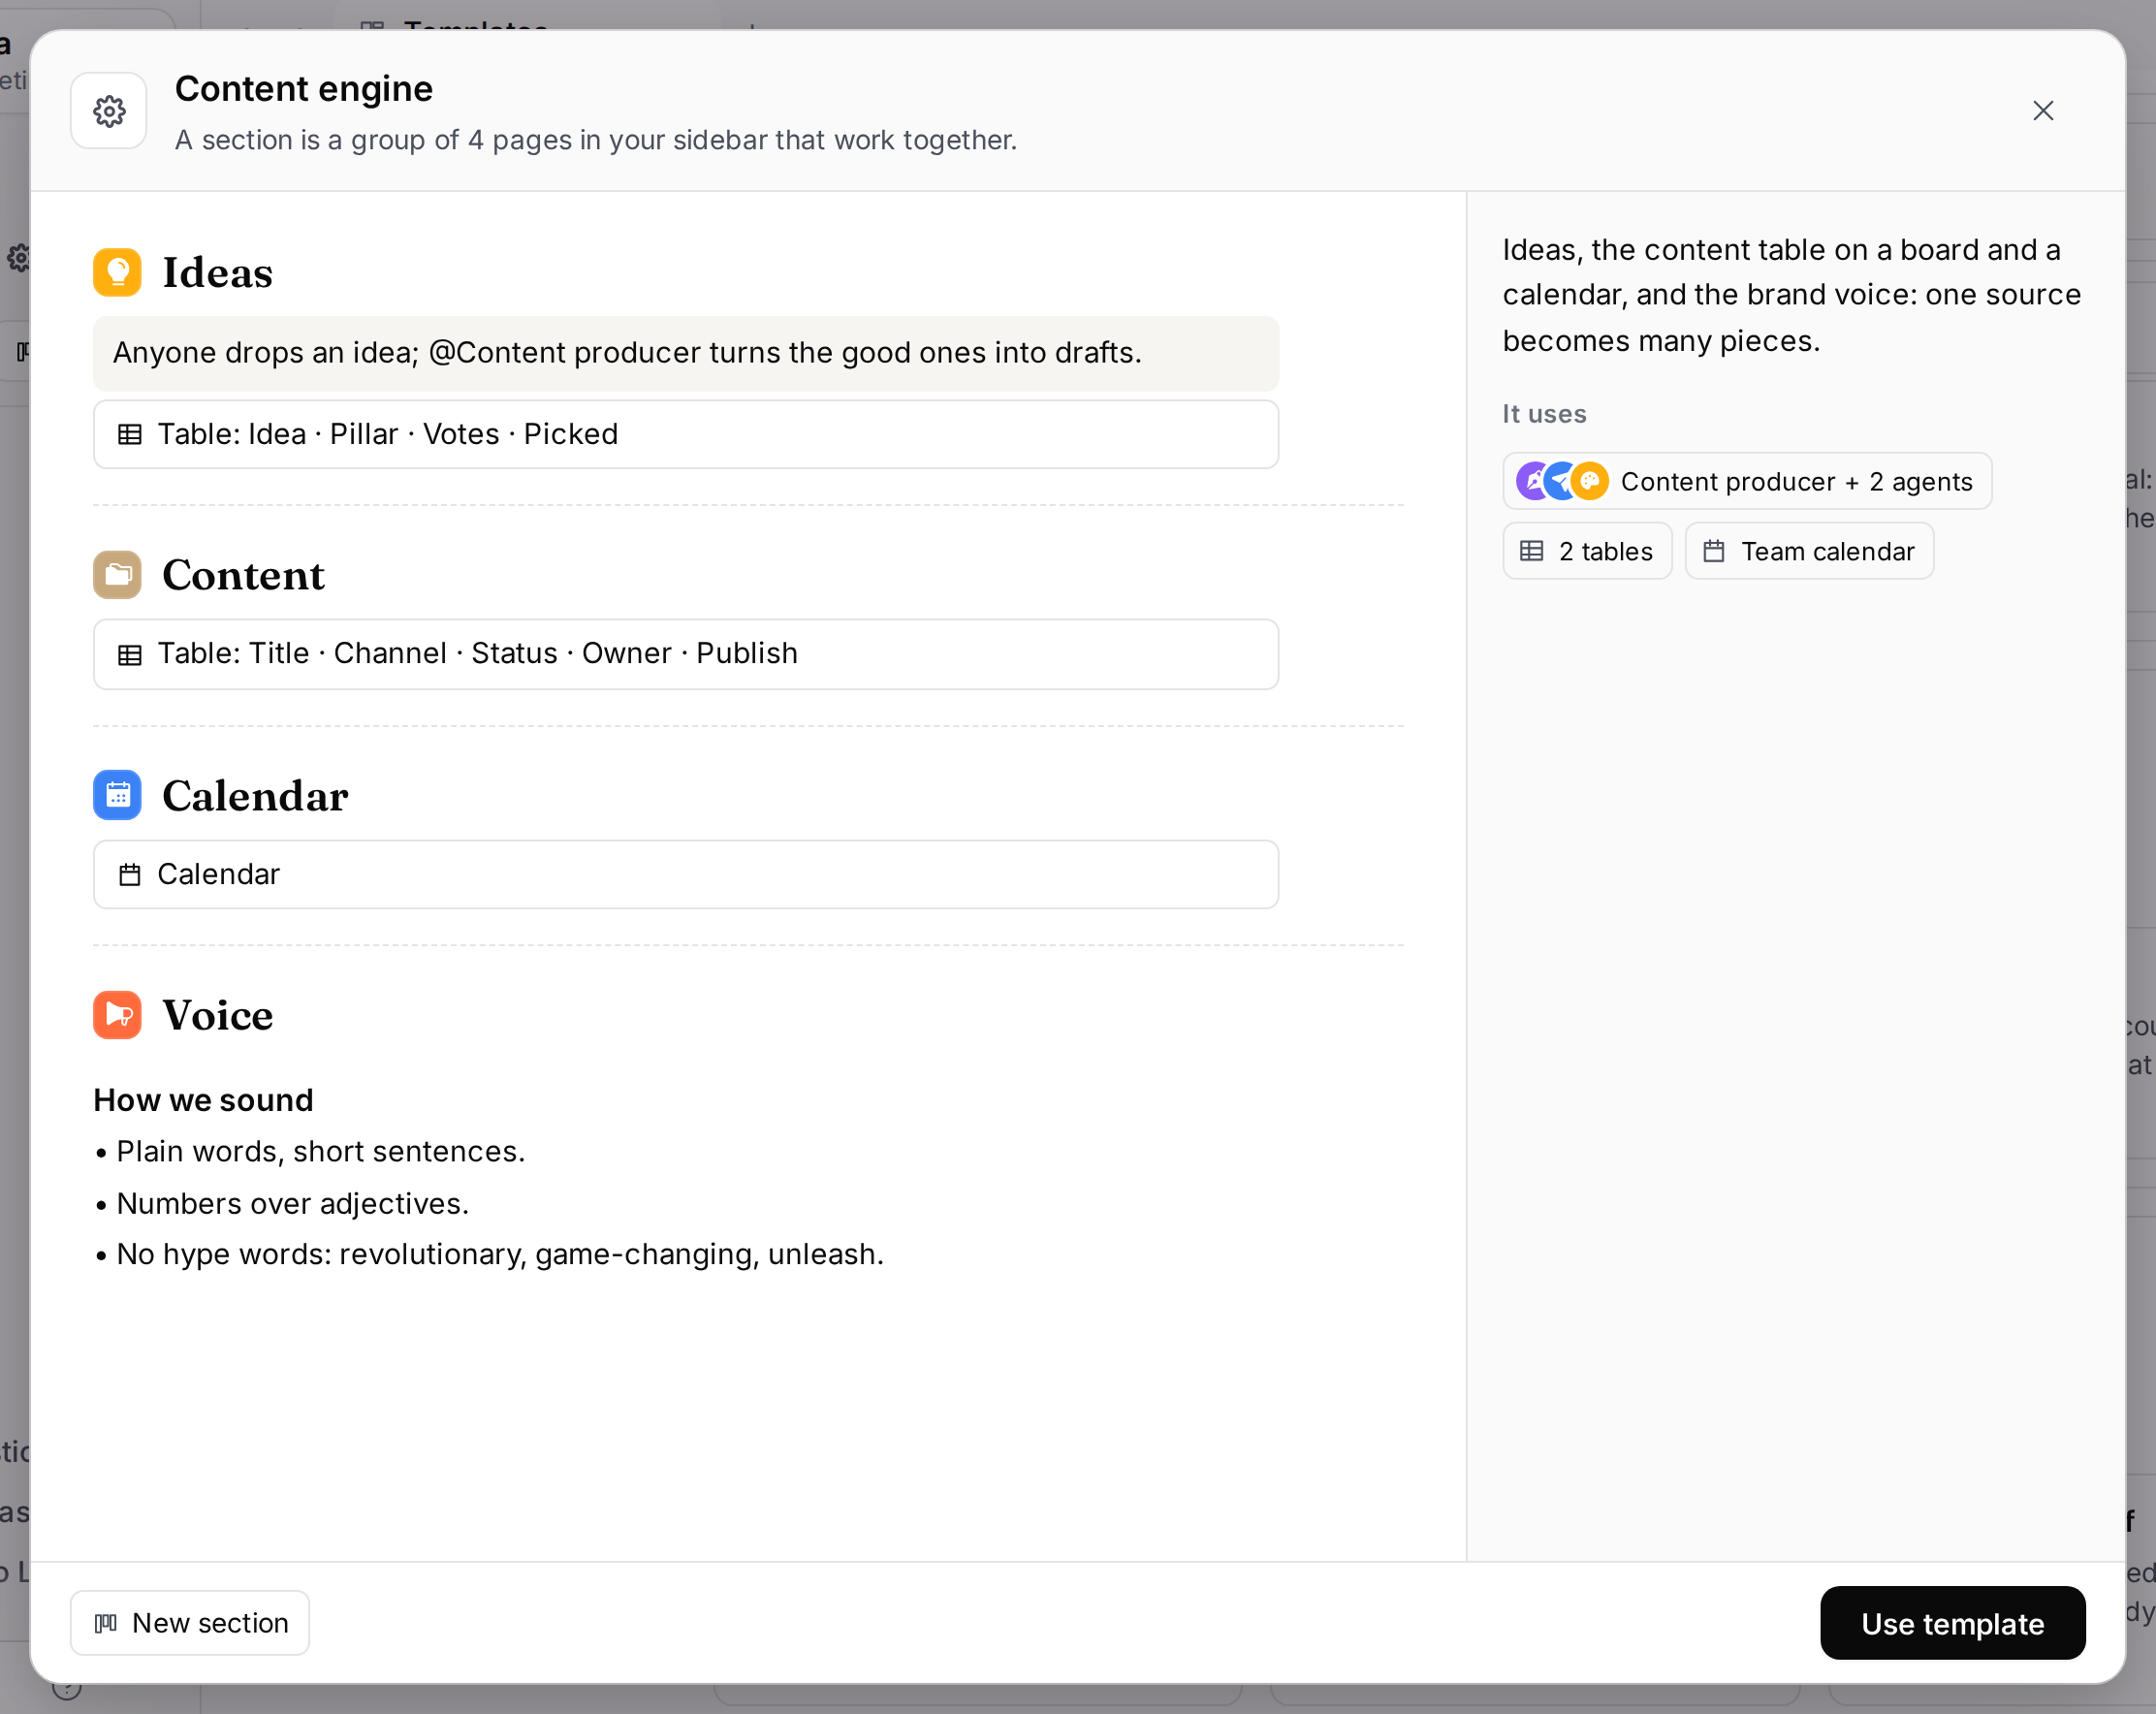 Templates
Content engine
A section is a group of 4 pages in your sidebar that work together.
Ideas
Anyone drops an idea; @Content producer turns the good ones into drafts.
Table: Idea · Pillar · Votes · Picked
Content
Table: Title · Channel · Status · Owner · Publish
Calendar
Calendar
Voice
How we sound
• Plain words, short sentences.
• Numbers over adjectives.
• No hype words: revolutionary, game-changing, unleash.
Ideas, the content table on a board and a
calendar, and the brand voice: one source
becomes many pieces.
It uses
Content producer + 2 agents
2 tables
Team calendar
New section
Use template